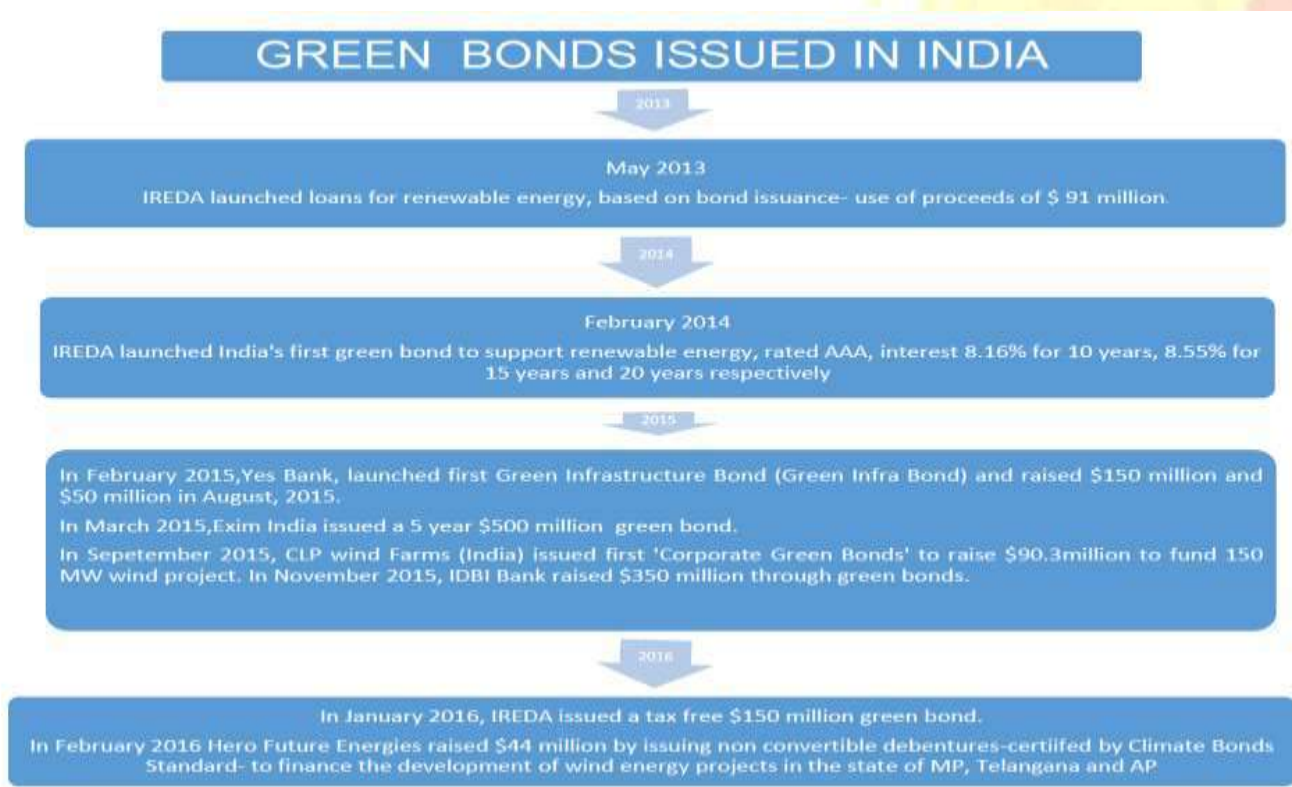 GREEN BONDS ISSUED IN INDIA
2013
May 2013
IREDA launched loans for renewable energy, based on bond issuance- use of proceeds of $ 91 million.
2014
February 2014
IREDA launched India's first green bond to support renewable energy, rated AAA, interest 8.16% for 10 years, 8.55% for
15 years and 20 years respectively
2015
In February 2015,Yes Bank, launched first Green Infrastructure Bond (Green Infra Bond) and raised $150 million and
$50 million in August, 2015.
In March 2015,Exim India issued a 5 year $500 million green bond.
In Sepetember 2015, CLP wind Farms (India) issued first 'Corporate Green Bonds' to raise $90.3million to fund 150
MW wind project. In November 2015, IDBI Bank raised $350 million through green bonds.
2016
In January 2016, IREDA issued a tax free $150 million green bond.
In February 2016 Hero Future Energies raised $44 million by issuing non convertible debentures-certiifed by Climate Bonds
Standard- to finance the development of wind energy projects in the state of MP, Telangana and AP